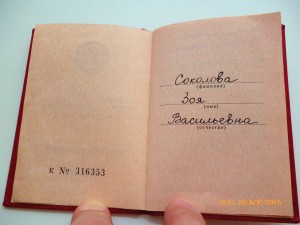 к № 316353
Соколова
(фамилия)
Зоя
(имя)
Васильевна
(отчество)